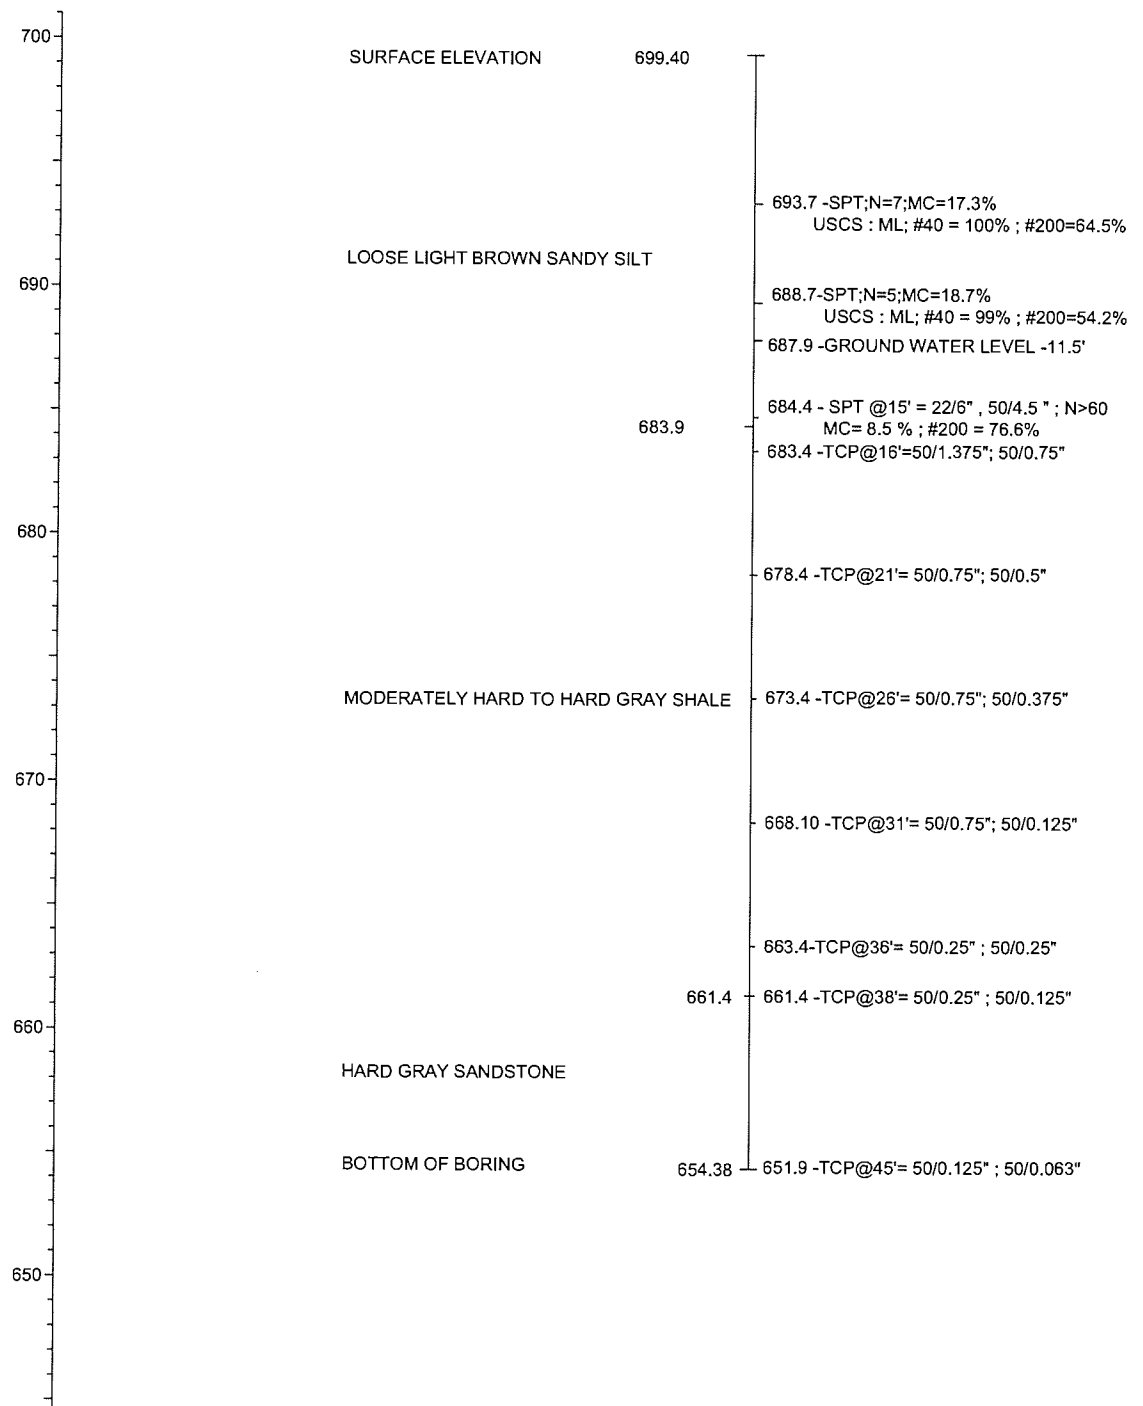 700
SURFACE ELEVATION 699.40
693.7 -SPT;N=7;MC=17.3%
USCS : ML; #40 = 100% ; #200=64.5%
LOOSE LIGHT BROWN SANDY SILT
690
688.7-SPT;N=5;MC=18.7%
USCS : ML; #40 = 99% ; #200=54.2%
687.9 -GROUND WATER LEVEL -11.5'
684.4 - SPT @15' = 22/6" , 50/4.5 " ; N>60
683.9
MC= 8.5 % ; #200 = 76.6%
683.4 -TCP@16'=50/1.375"; 50/0.75"
680
678.4 -TCP@21'= 50/0.75"; 50/0.5"
MODERATELY HARD TO HARD GRAY SHALE
673.4 -TCP@26'= 50/0.75"; 50/0.375"
670
668.10 -TCP@31'= 50/0.75"; 50/0.125"
663.4-TCP@36'= 50/0.25" ; 50/0.25"
661.4
661.4 -TCP@38'= 50/0.25" ; 50/0.125"
660
HARD GRAY SANDSTONE
BOTTOM OF BORING 654.38
651.9 -TCP@45'= 50/0.125" ; 50/0.063"
650